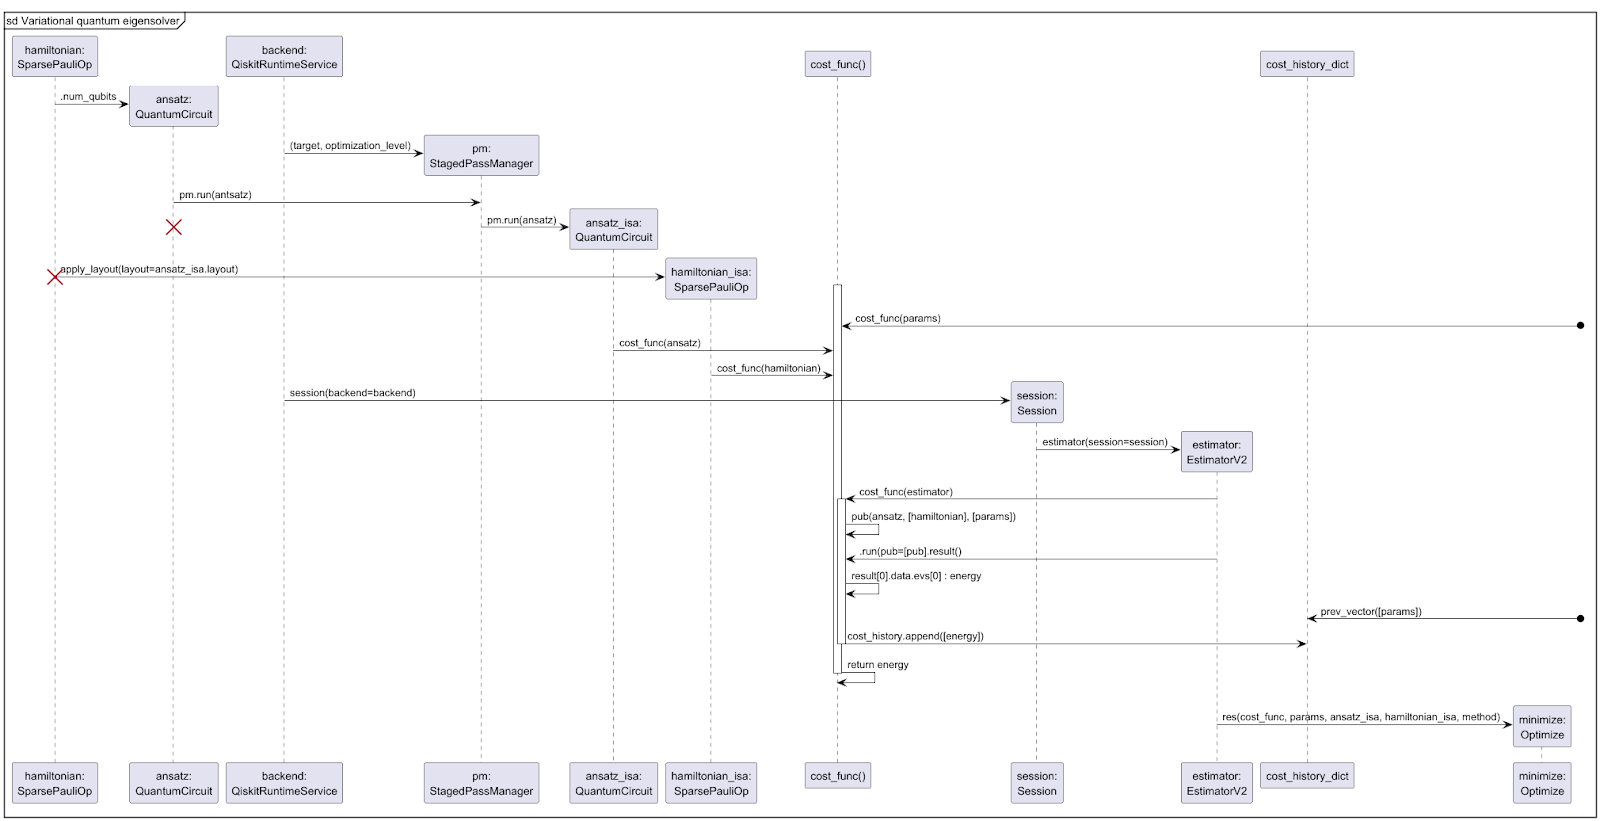 sd Variational quantum eigensolver
hamiltonian:
SparsePauliOp
backend:
QiskitRuntimeService
cost_func()
cost_history_dict
.num_qubits
ansatz:
QuantumCircuit
(target, optimization_level)
pm:
StagedPassManager
pm.run(antsatz)
pm.run(ansatz)
ansatz_isa:
QuantumCircuit
apply_layout(layout=ansatz_isa.layout)
hamiltonian_isa:
SparsePauliOp
cost_func(params)
cost_func(ansatz)
cost_func(hamiltonian)
session(backend=backend)
session:
Session
estimator(session=session)
estimator:
EstimatorV2
cost_func(estimator)
pub(ansatz, [hamiltonian], [params])
.run(pub=[pub].result()
result[0].data.evs[0] : energy
prev_vector([params])
cost_history.append([energy])
return energy
res(cost_func, params, ansatz_isa, hamiltonian_isa, method)
minimize:
Optimize
hamiltonian:
SparsePauliOp
ansatz:
QuantumCircuit
backend:
QiskitRuntimeService
pm:
StagedPassManager
ansatz_isa:
QuantumCircuit
hamiltonian_isa:
SparsePauliOp
cost_func()
session:
Session
estimator:
EstimatorV2
cost_history_dict
minimize:
Optimize